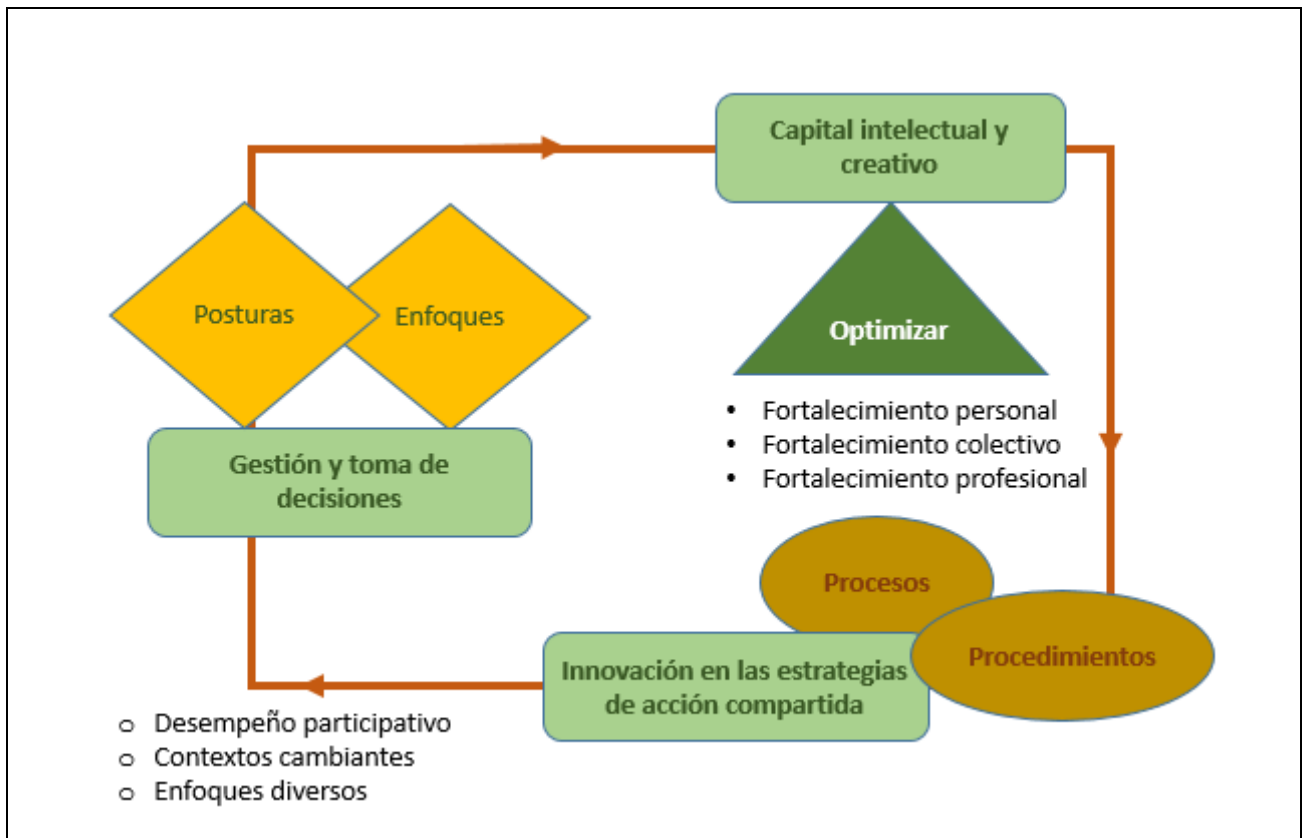 Capital intelectual y
creativo
Posturas
Enfoques
Optimizar
• Fortalecimiento personal
• Fortalecimiento colectivo
• Fortalecimiento profesional
Gestión y toma de
decisiones
Procesos
Procedimientos
Innovación en las estrategias
de acción compartida
o Desempeño participativo
o Contextos cambiantes
o Enfoques diversos